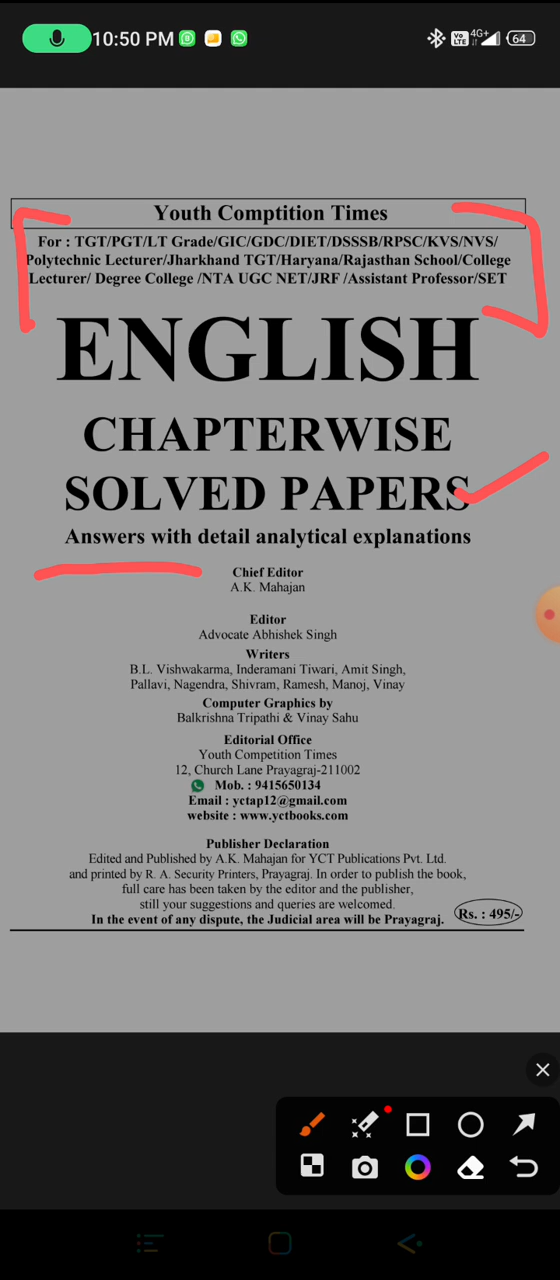 10:50 PM
Vo LTE 4G+ 64
Youth Comptition Times
For : TGT/PGT/LT Grade/GIC/GDC/DIET/DSSSB/RPSC/KVS/NVS/
Polytechnic Lecturer/Jharkhand TGT/Haryana/Rajasthan School/College
Lecturer/ Degree College /NTA UGC NET/JRF /Assistant Professor/SET
ENGLISH
CHAPTERWISE
SOLVED PAPERS
Answers with detail analytical explanations
Chief Editor
A.K. Mahajan
Editor
Advocate Abhishek Singh
Writers
B.L. Vishwakarma, Inderamani Tiwari, Amit Singh,
Pallavi, Nagendra, Shivram, Ramesh, Manoj, Vinay
Computer Graphics by
Balkrishna Tripathi & Vinay Sahu
Editorial Office
Youth Competition Times
12, Church Lane Prayagraj-211002
Mob. : 9415650134
Email : yctap12@gmail.com
website : www.yctbooks.com
Publisher Declaration
Edited and Published by A.K. Mahajan for YCT Publications Pvt. Ltd.
and printed by R. A. Security Printers, Prayagraj. In order to publish the book,
full care has been taken by the editor and the publisher,
still your suggestions and queries are welcomed.
In the event of any dispute, the Judicial area will be Prayagraj.
Rs. : 495/-